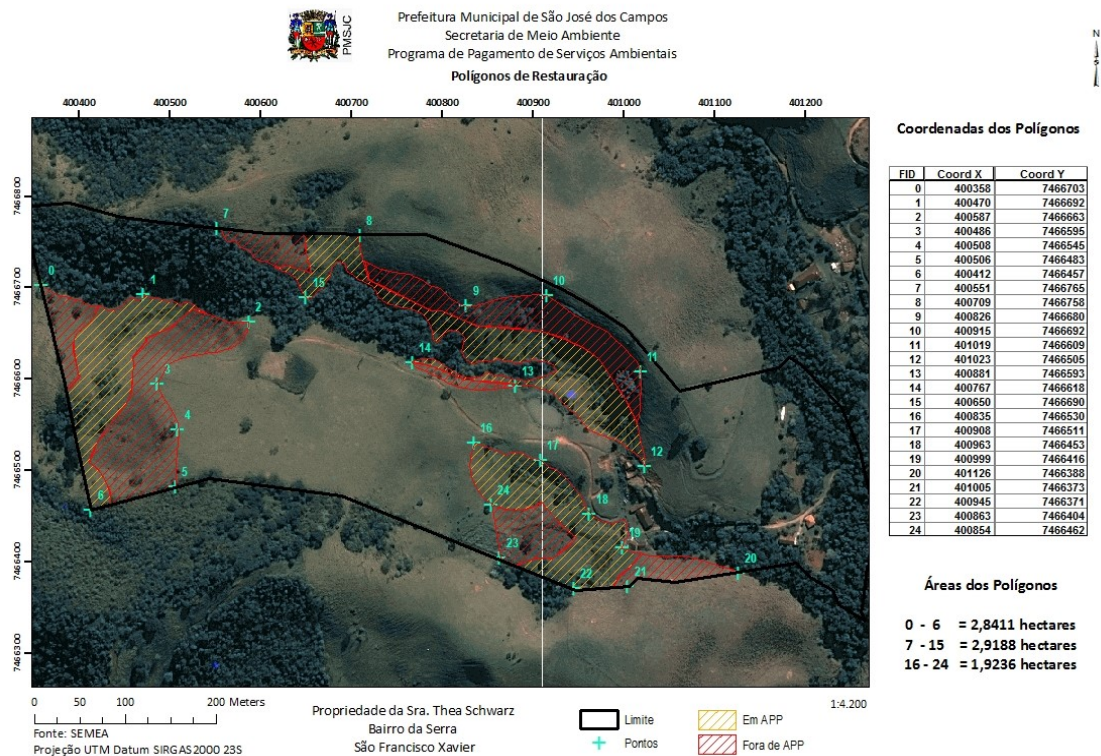 PMSJC
Prefeitura Municipal de São José dos Campos
Secretaria de Meio Ambiente
Programa de Pagamento de Serviços Ambientais
Polígonos de Restauração
N
S
400400 400500 400600 400700 400800 400900 401000 401100 401200
7466800
7466700
7466600
7466500
7466400
7466300
0
1
2
3
4
5
6
7
8
9
10
11
12
13
14
15
16
17
18
19
20
21
22
23
24
Coordenadas dos Polígonos
FID Coord X Coord Y
0 400358 7466703
1 400470 7466692
2 400587 7466663
3 400486 7466595
4 400508 7466545
5 400506 7466483
6 400412 7466457
7 400551 7466765
8 400709 7466758
9 400826 7466680
10 400915 7466692
11 401019 7466609
12 401023 7466505
13 400881 7466593
14 400767 7466618
15 400650 7466690
16 400835 7466530
17 400908 7466511
18 400963 7466453
19 400999 7466416
20 401126 7466388
21 401005 7466373
22 400945 7466371
23 400863 7466404
24 400854 7466462
Áreas dos Polígonos
0 - 6 = 2,8411 hectares
7 - 15 = 2,9188 hectares
16 - 24 = 1,9236 hectares
0 50 100 200 Meters
Fonte: SEMEA
Projeção UTM Datum SIRGAS2000 23S
Propriedade da Sra. Thea Schwarz
Bairro da Serra
São Francisco Xavier
Limite
Pontos
Em APP
Fora de APP
1:4.200